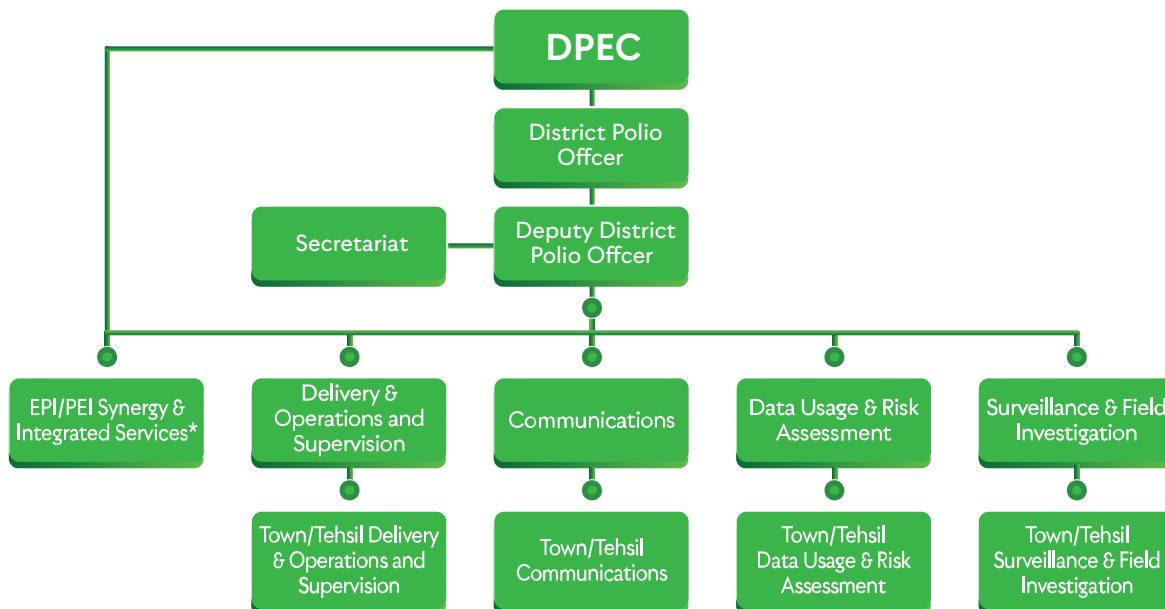 DPEC
District Polio
Offcer
Secretariat
Deputy District
Polio Offcer
EPI/PEI Synergy &
Integrated Services*
Delivery &
Operations and
Supervision
Communications
Data Usage & Risk
Assessment
Surveillance & Field
Investigation
Town/Tehsil Delivery
& Operations and
Supervision
Town/Tehsil
Communications
Town/Tehsil
Data Usage & Risk
Assessment
Town/Tehsil
Surveillance & Field
Investigation